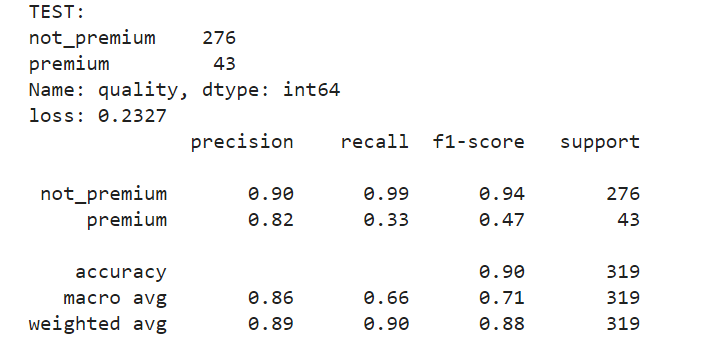 TEST:
not_premium    276
premium         43
Name: quality, dtype: int64
loss: 0.2327
              precision    recall  f1-score   support

 not_premium       0.90      0.99      0.94       276
     premium       0.82      0.33      0.47        43

    accuracy                           0.90       319
   macro avg       0.86      0.66      0.71       319
weighted avg       0.89      0.90      0.88       319